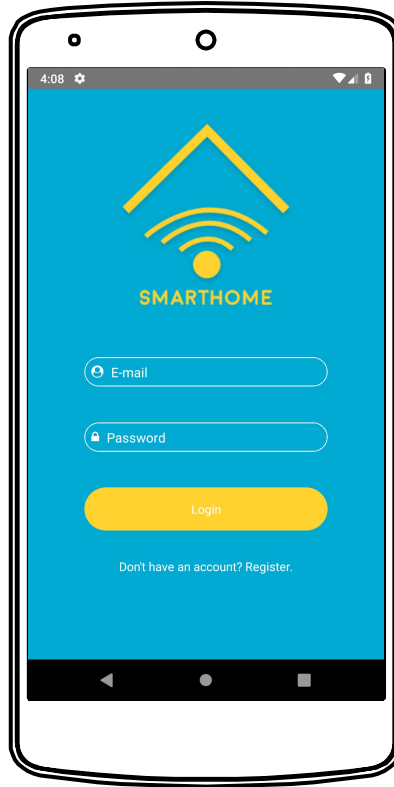 4:08
SMARTHOME
E-mail
Password
Login
Don't have an account? Register.